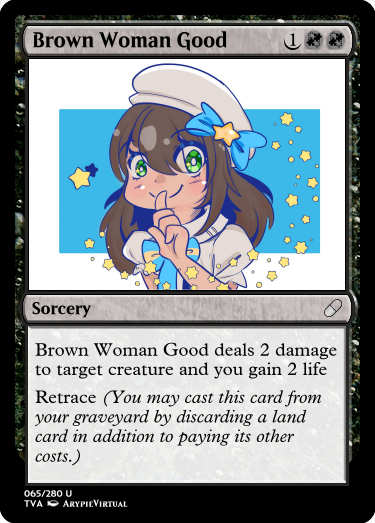 Brown Woman Good 1
Sorcery
Brown Woman Good deals 2 damage
to target creature and you gain 2 life
Retrace (You may cast this card from
your graveyard by discarding a land
card in addition to paying its other
costs.)
065/280 U
TVA ArypieVirtual